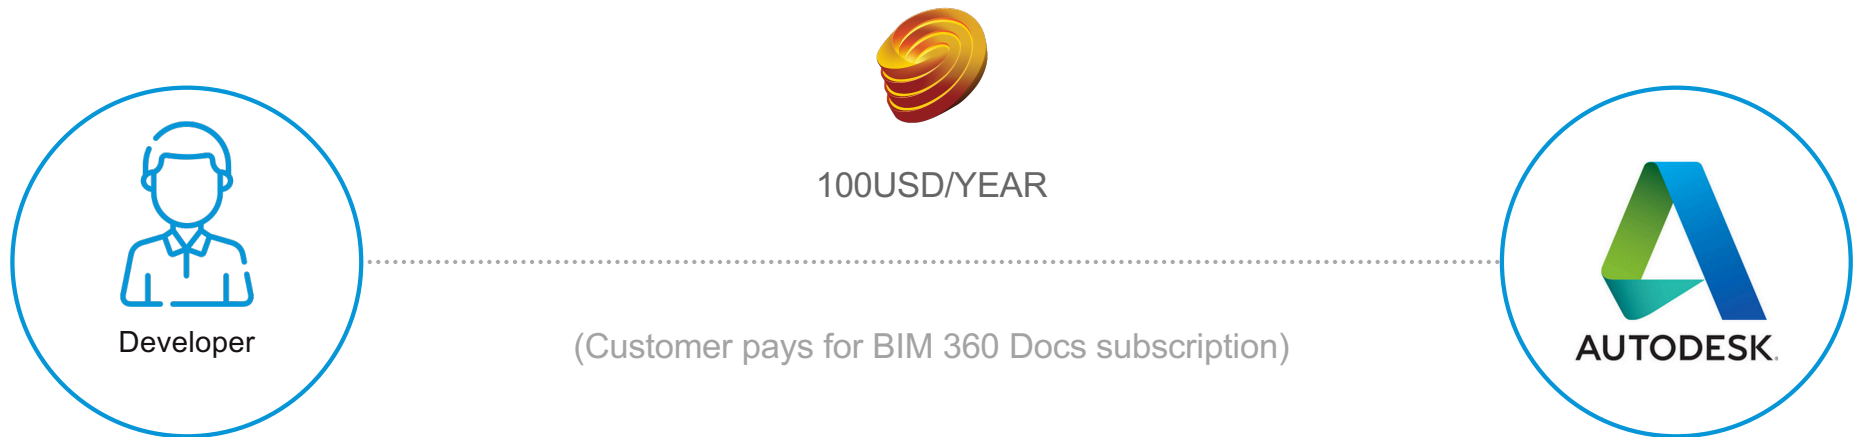 100USD/YEAR
Developer
(Customer pays for BIM 360 Docs subscription)
AUTODESK.